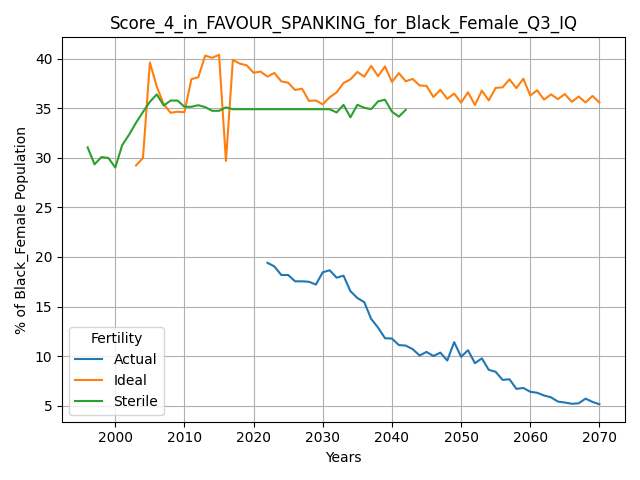 Score_4_in_FAVOUR_SPANKING_for_Black_Female_Q3_IQ
% of Black_Female Population
40
35
30
25
20
15
10
5
Fertility
Actual
Ideal
Sterile
2000 2010 2020 2030 2040 2050 2060 2070
Years